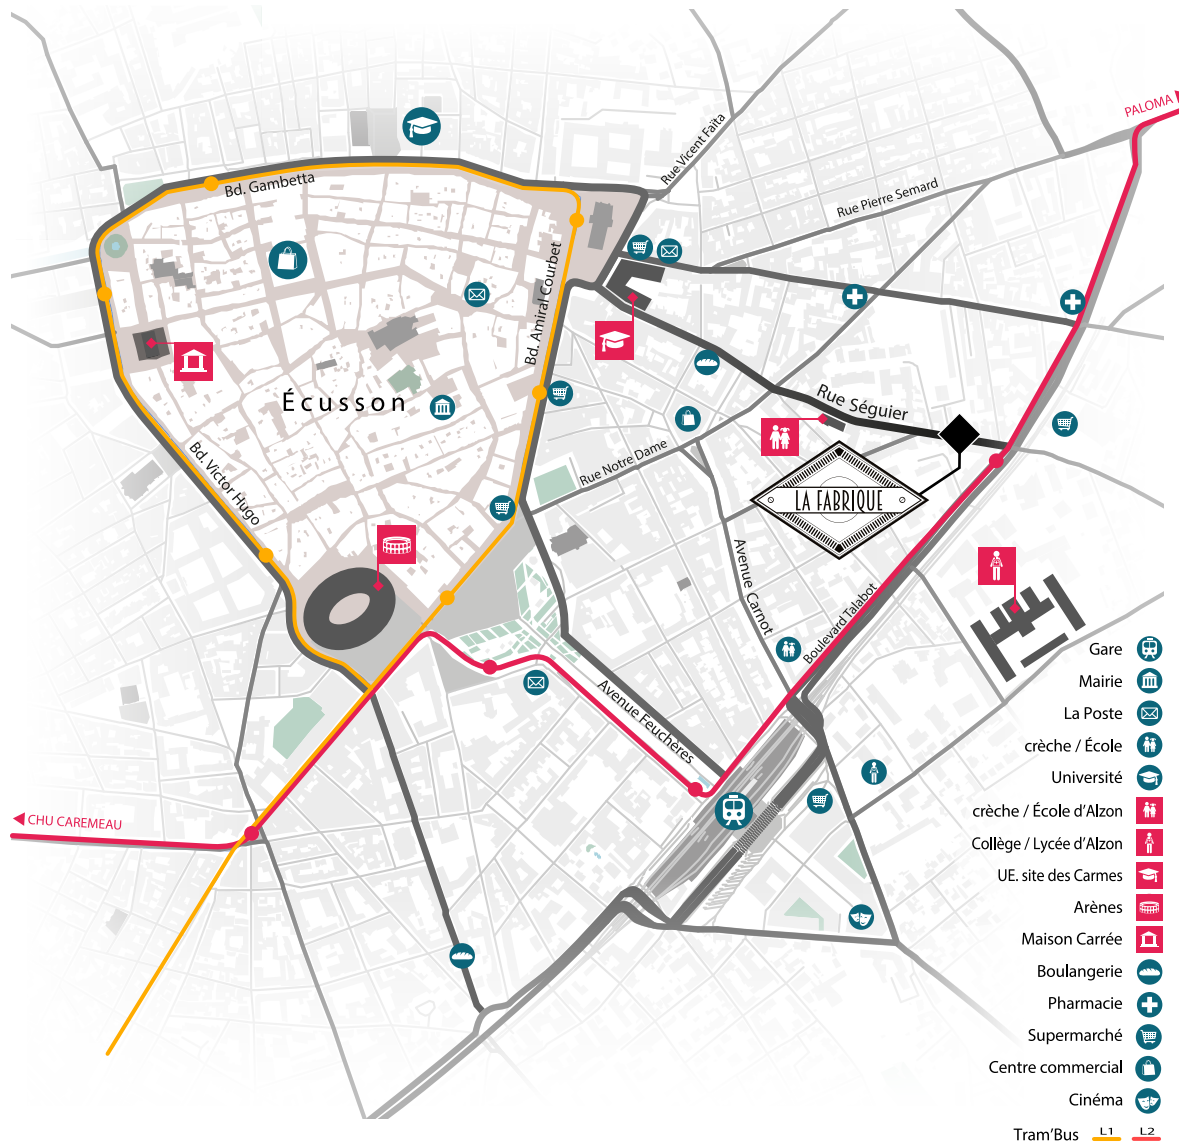 PALOMA
Rue Vicent Faïta
Bd. Gambetta
Rue Pierre Semard
Bd. Amiral Courbet
Écusson
Rue Séguier
Bd. Victor Hugo
Rue Notre Dame
LA FABRIQUE
Avenue Carnot
Boulevard Talabot
Avenue Feuchères
CHU CAREMEAU
Gare
Mairie
La Poste
crèche / École
Université
crèche / École d'Alzon
Collège / Lycée d'Alzon
UE. site des Carmes
Arènes
Maison Carrée
Boulangerie
Pharmacie
Supermarché
Centre commercial
Cinéma
Tram'Bus L1 L2